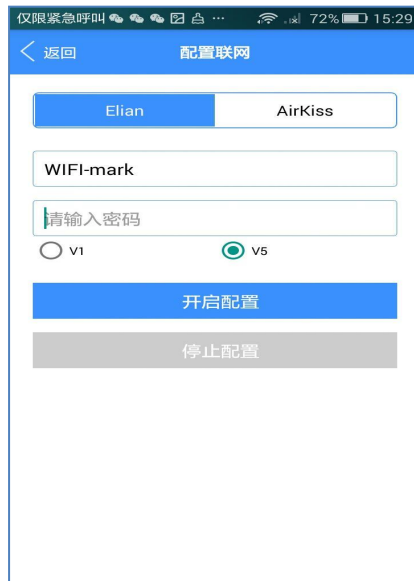 仅限紧急呼叫 ... 72% 15:29
返回 配置联网
Elian AirKiss
WIFI-mark
请输入密码
V1 V5
开启配置
停止配置